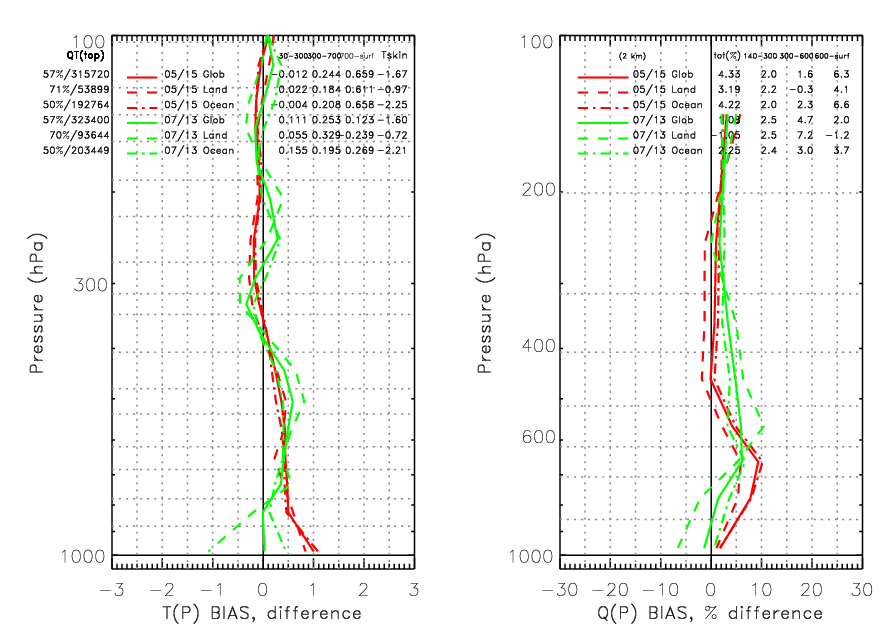 QT(top) 30-300 300-700 700-surf Tskin
57%/315720 05/15 Glob -0.012 0.244 0.659 -1.67
71%/53899 05/15 Land 0.022 0.184 0.611 -0.97
50%/192764 05/15 Ocean -0.004 0.208 0.658 -2.25
57%/323400 07/13 Glob 0.111 0.253 0.123 -1.60
70%/93644 07/13 Land 0.055 0.329 -0.239 -0.72
50%/203449 07/13 Ocean 0.155 0.195 0.269 -2.21
100
300
1000
Pressure (hPa)
-3 -2 -1 0 1 2 3
T(P) BIAS, difference
(2 km) tot(%) 140-300 300-600 600-surf
05/15 Glob 4.33 2.0 1.6 6.3
05/15 Land 3.19 2.2 -0.3 4.1
05/15 Ocean 4.22 2.0 2.3 6.6
07/13 Glob 2.5 4.7 2.0
07/13 Land -1.05 2.5 7.2 -1.2
07/13 Ocean 2.25 2.4 3.0 3.7
200
400
600
1000
Pressure (hPa)
-30 -20 -10 0 10 20 30
Q(P) BIAS, % difference